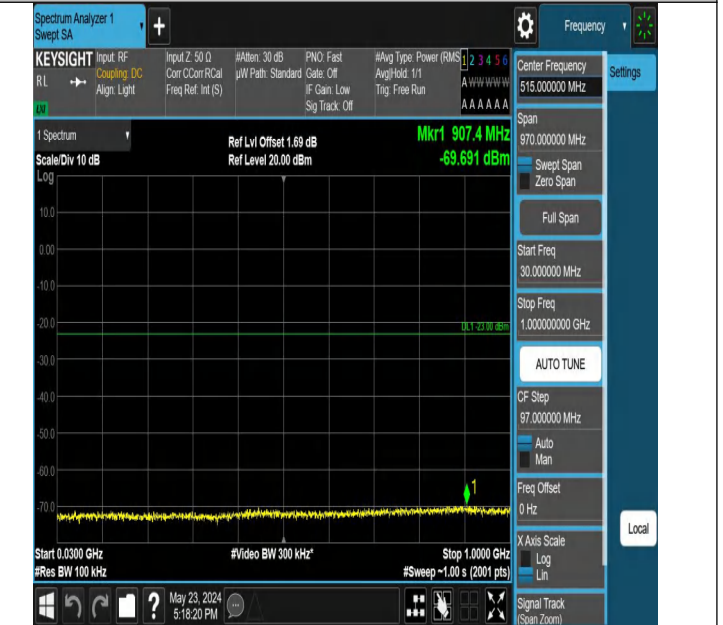 Spectrum Analyzer 1
Swept SA
+
Frequency
KEYSIGHT
RL
LXI
Input: RF
Coupling: DC
Align: Light
Input Z: 50 Ω
Corr CCorr RCal
Freq Ref: Int (S)
#Atten: 30 dB
µW Path: Standard
PNO: Fast
Gate: Off
IF Gain: Low
Sig Track: Off
#Avg Type: Power (RMS
Avg|Hold: 1/1
Trig: Free Run
1 2 3 4 5 6
A W W W W W
A A A A A A
1 Spectrum
Scale/Div 10 dB
Log
Ref Lvl Offset 1.69 dB
Ref Level 20.00 dBm
Mkr1 907.4 MHz
-69.691 dBm
10.0
0.00
-10.0
-20.0
-30.0
-40.0
-50.0
-60.0
-70.0
DL1 -23.00 dBm
1
Start 0.0300 GHz
#Res BW 100 kHz
#Video BW 300 kHz*
Stop 1.0000 GHz
#Sweep ~1.00 s (2001 pts)
?
May 23, 2024
5:18:20 PM
Center Frequency
515.000000 MHz
Settings
Span
970.000000 MHz
Swept Span
Zero Span
Full Span
Start Freq
30.000000 MHz
Stop Freq
1.000000000 GHz
AUTO TUNE
CF Step
97.000000 MHz
Auto
Man
Freq Offset
0 Hz
X Axis Scale
Log
Lin
Signal Track
(Span Zoom)
Local